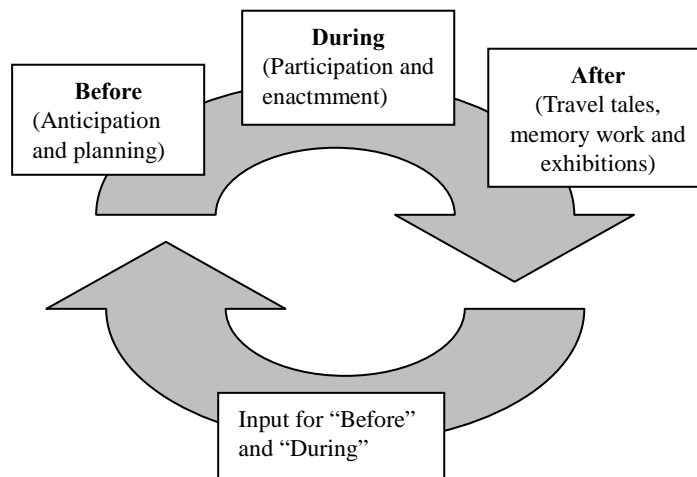 Before
(Anticipation
and planning)
During
(Participation and
enactmment)
After
(Travel tales,
memory work and
exhibitions)
Input for “Before”
and “During”